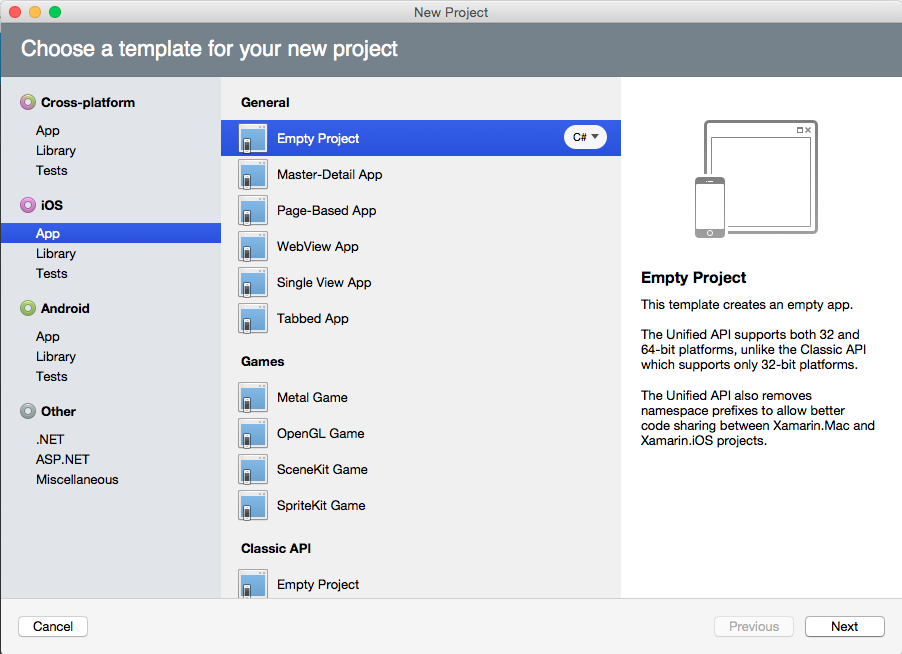 New Project
Choose a template for your new project
Cross-platform
App
Library
Tests
iOS
App
Library
Tests
Android
App
Library
Tests
Other
.NET
ASP.NET
Miscellaneous
General
Empty Project C#
Master-Detail App
Page-Based App
WebView App
Single View App
Tabbed App
Games
Metal Game
OpenGL Game
SceneKit Game
SpriteKit Game
Classic API
Empty Project
Empty Project
This template creates an empty app.
The Unified API supports both 32 and
64-bit platforms, unlike the Classic API
which supports only 32-bit platforms.
The Unified API also removes
namespace prefixes to allow better
code sharing between Xamarin.Mac and
Xamarin.iOS projects.
Cancel
Previous
Next